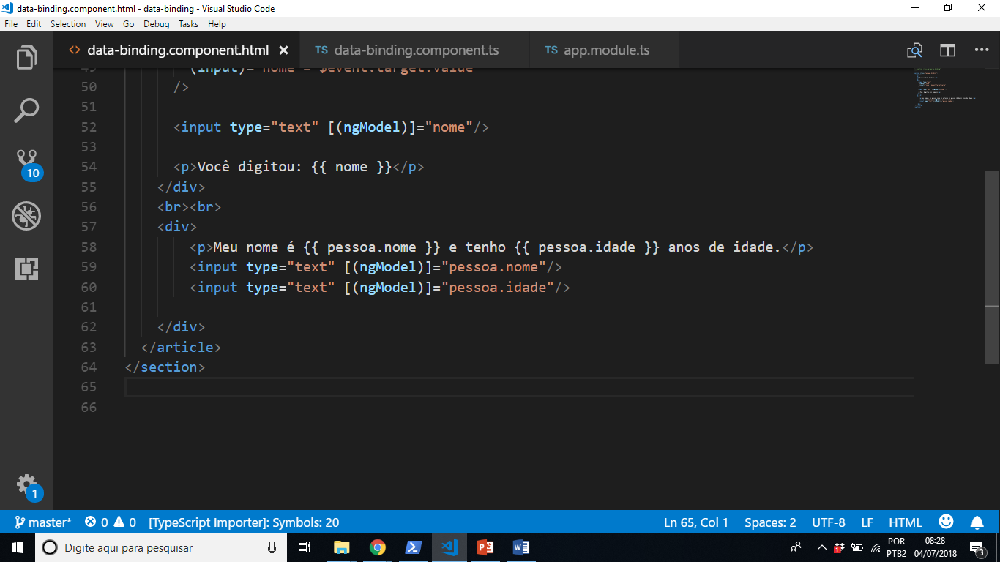 data-binding.component.html - data-binding - Visual Studio Code
File Edit Selection View Go Debug Tasks Help
<> data-binding.component.html × TS data-binding.component.ts TS app.module.ts
49 (input)="nome = $event.target.value"
50 />
51
52 <input type="text" [(ngModel)]="nome"/>
53
54 <p>Você digitou: {{ nome }}</p>
55 </div>
56 <br><br>
57 <div>
58 <p>Meu nome é {{ pessoa.nome }} e tenho {{ pessoa.idade }} anos de idade.</p>
59 <input type="text" [(ngModel)]="pessoa.nome"/>
60 <input type="text" [(ngModel)]="pessoa.idade"/>
61
62 </div>
63 </article>
64 </section>
65
66
10
1
master* 0 0 [TypeScript Importer]: Symbols: 20 Ln 65, Col 1 Spaces: 2 UTF-8 LF HTML
Digite aqui para pesquisar
POR
PTB2
08:28
04/07/2018
3